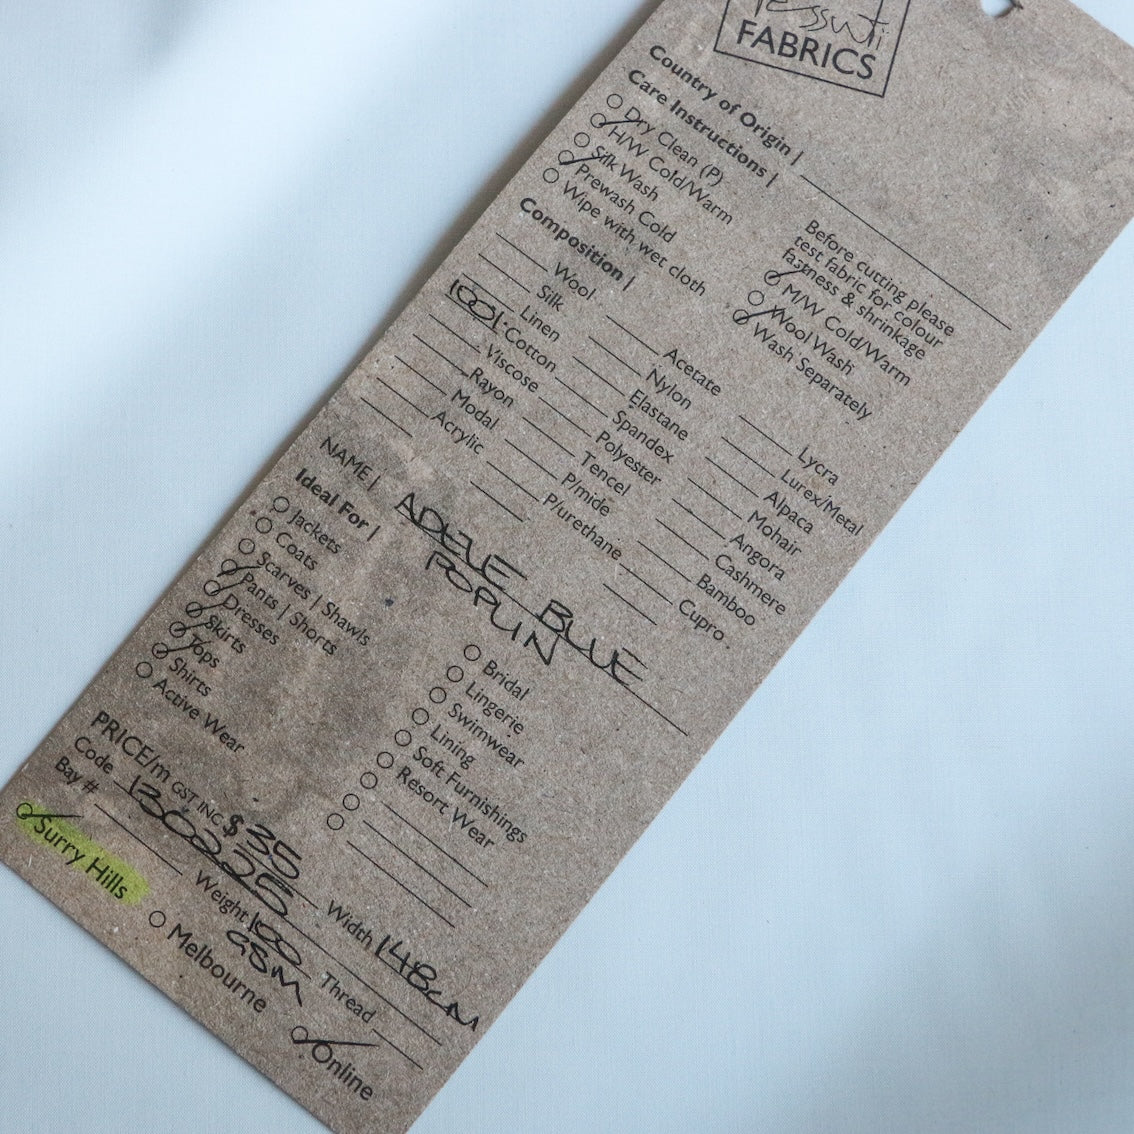 Tessuti
FABRICS
Country of Origin |
Care Instructions |
Dry Clean (P)
H/W Cold/Warm
Silk Wash
Prewash Cold
Wipe with wet cloth
Before cutting please
test fabric for colour
fastness & shrinkage
M/W Cold/Warm
Wool Wash
Wash Separately
Composition |
Wool
Silk
Linen
100% Cotton
Viscose
Rayon
Modal
Acrylic
Acetate
Nylon
Elastane
Spandex
Polyester
Tencel
P/mide
P/urethane
Lycra
Lurex/Metal
Alpaca
Mohair
Angora
Cashmere
Bamboo
Cupro
NAME | ADELE BLUE
POPLIN
Ideal For |
Jackets
Coats
Scarves | Shawls
Pants | Shorts
Dresses
Skirts
Tops
Shirts
Active Wear
Bridal
Lingerie
Swimwear
Lining
Soft Furnishings
Resort Wear
PRICE/m GST INC $35
Code 130225 Width 148cm
Bay # Weight 100 GSM Thread
Surry Hills
Melbourne
Online